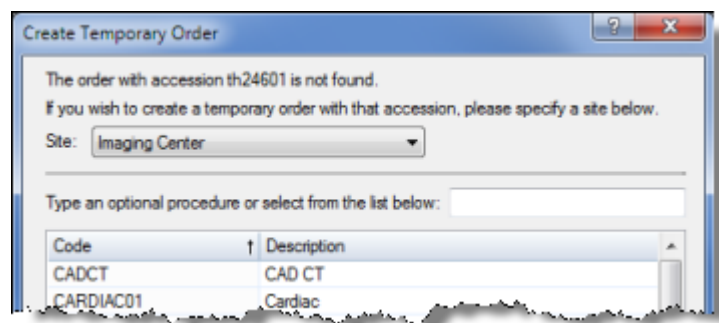 Create Temporary Order
The order with accession th24601 is not found.
If you wish to create a temporary order with that accession, please specify a site below.
Site: Imaging Center
Type an optional procedure or select from the list below:
Code † Description
CADCT CAD CT
CARDIAC01 Cardiac